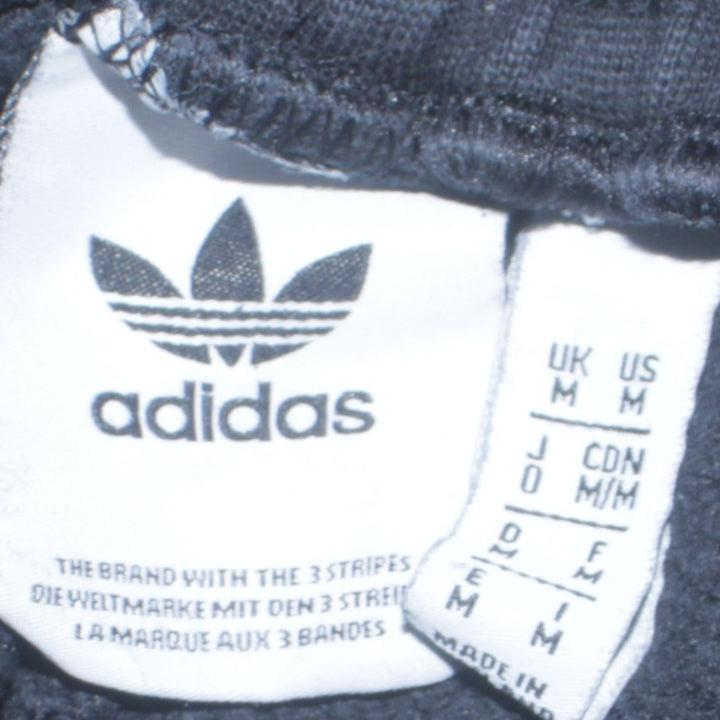 adidas
THE BRAND WITH THE 3 STRIPES
DIE WELTMARKE MIT DEN 3
LA MARQUE AUX 3 BANDES
UK US
M M
J CDN
O M/M
D F
M M
E I
M M
MADE IN